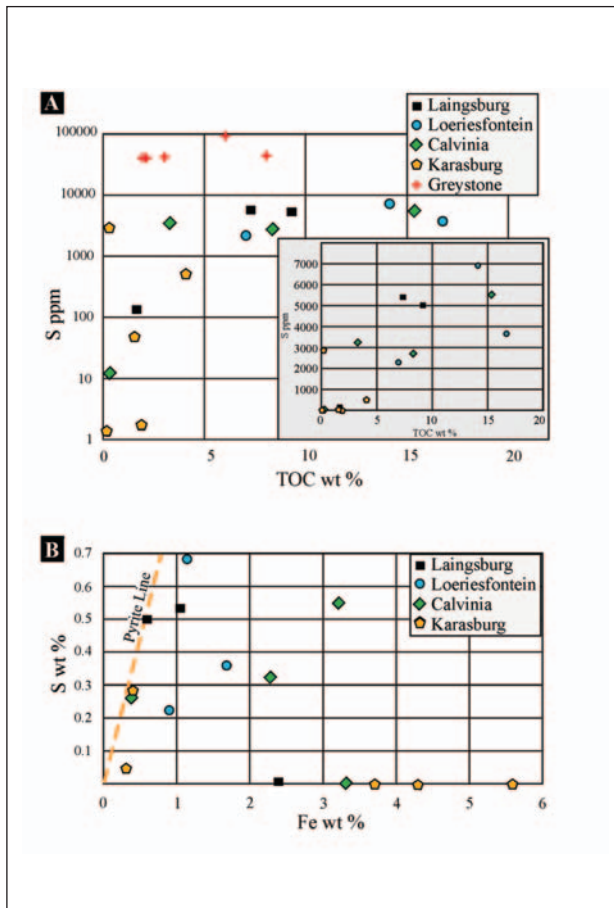 A
Laingsburg
Loeriesfontein
Calvinia
Karasburg
Greystone
100000
10000
1000
100
10
1
S ppm
0 5 10 15 20
TOC wt %
7000
6000
5000
4000
3000
2000
1000
S ppm
0 5 10 15 20
TOC wt %
B
Laingsburg
Loeriesfontein
Calvinia
Karasburg
Pyrite Line
0.7
0.6
0.5
0.4
0.3
0.2
0.1
S wt %
0 1 2 3 4 5 6
Fe wt %